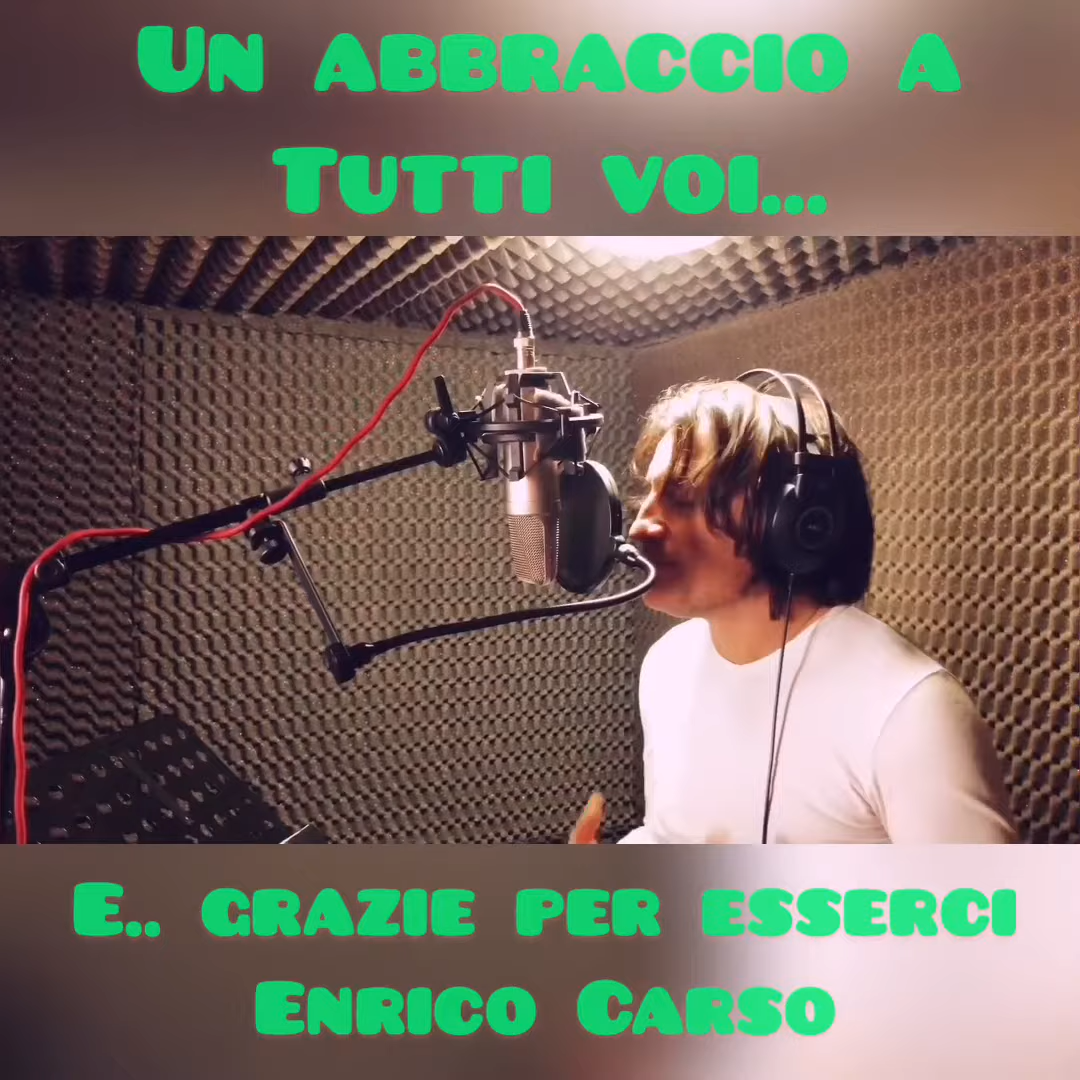 Un abbraccio a
Tutti voi...
E.. grazie per esserci
Enrico Carso